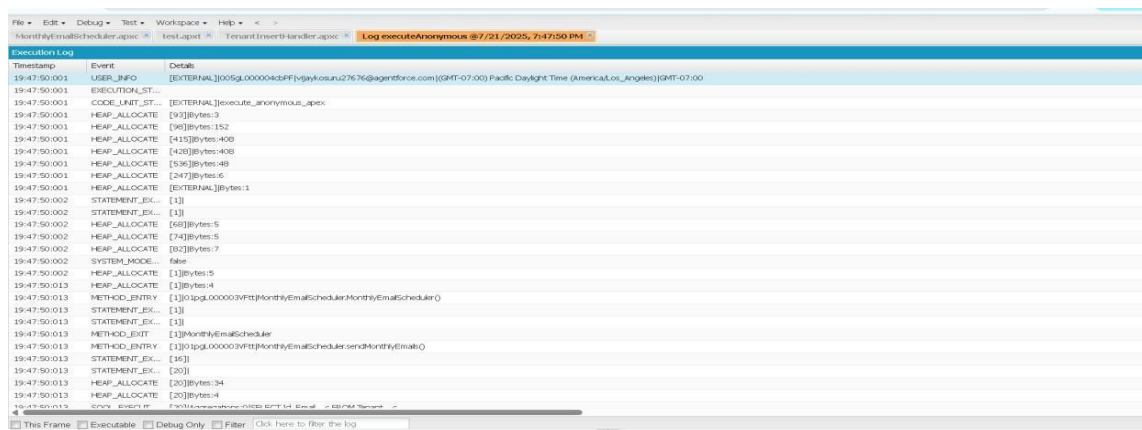 File Edit Debug Test Workspace Help < >
MonthlyEmailScheduler.apxc test.apxt TenantInsertHandler.apxc Log executeAnonymous @7/21/2025, 7:47:50 PM
Execution Log
Timestamp Event Details
19:47:50:001 USER_INFO [EXTERNAL]|005gL000004cbPF|vijaykosuru27676@agentforce.com|(GMT-07:00) Pacific Daylight Time (America/Los_Angeles)|GMT-07:00
19:47:50:001 EXECUTION_ST...
19:47:50:001 CODE_UNIT_ST... [EXTERNAL]|execute_anonymous_apex
19:47:50:001 HEAP_ALLOCATE [93]|Bytes:3
19:47:50:001 HEAP_ALLOCATE [98]|Bytes:152
19:47:50:001 HEAP_ALLOCATE [415]|Bytes:408
19:47:50:001 HEAP_ALLOCATE [428]|Bytes:408
19:47:50:001 HEAP_ALLOCATE [536]|Bytes:48
19:47:50:001 HEAP_ALLOCATE [247]|Bytes:6
19:47:50:001 HEAP_ALLOCATE [EXTERNAL]|Bytes:1
19:47:50:002 STATEMENT_EX... [1]|
19:47:50:002 STATEMENT_EX... [1]|
19:47:50:002 HEAP_ALLOCATE [68]|Bytes:5
19:47:50:002 HEAP_ALLOCATE [74]|Bytes:5
19:47:50:002 HEAP_ALLOCATE [82]|Bytes:7
19:47:50:002 SYSTEM_MODE... false
19:47:50:002 HEAP_ALLOCATE [1]|Bytes:5
19:47:50:002 HEAP_ALLOCATE [1]|Bytes:4
19:47:50:013 METHOD_ENTRY [1]|01pgL000003VFtt|MonthlyEmailScheduler.MonthlyEmailScheduler()
19:47:50:013 STATEMENT_EX... [1]|
19:47:50:013 STATEMENT_EX... [1]|
19:47:50:013 METHOD_EXIT [1]|MonthlyEmailScheduler
19:47:50:013 METHOD_ENTRY [1]|01pgL000003VFtt|MonthlyEmailScheduler.sendMonthlyEmails()
19:47:50:013 STATEMENT_EX... [16]|
19:47:50:013 STATEMENT_EX... [20]|
19:47:50:013 HEAP_ALLOCATE [20]|Bytes:34
19:47:50:013 HEAP_ALLOCATE [20]|Bytes:4
19:47:50:013 SOQL_EXECUT... [20]|Aggregations:0|SELECT Id, Email__c FROM Tenant__c
This Frame Executable Debug Only Filter Click here to filter the log